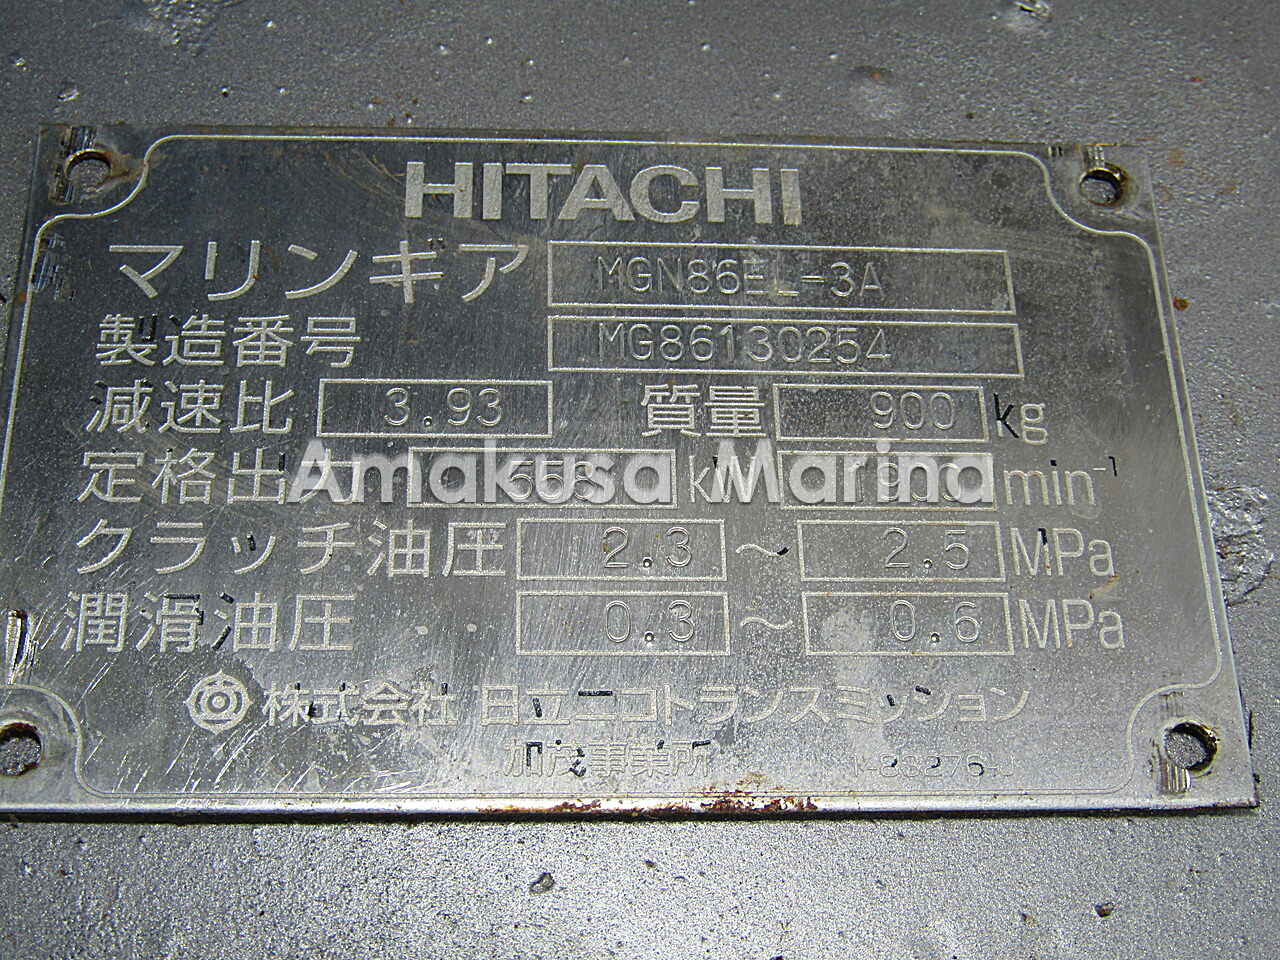 HITACHI
マリンギア MGN86EL-3A
製造番号 MG86130254
減速比 3.93 質量 900 kg
定格出力 kW min⁻¹
Amakusa Marina
クラッチ油圧 2.3 ～ 2.5 MPa
潤滑油圧 0.3 ～ 0.6 MPa
株式会社 日立ニコトランスミッション
加茂事業所